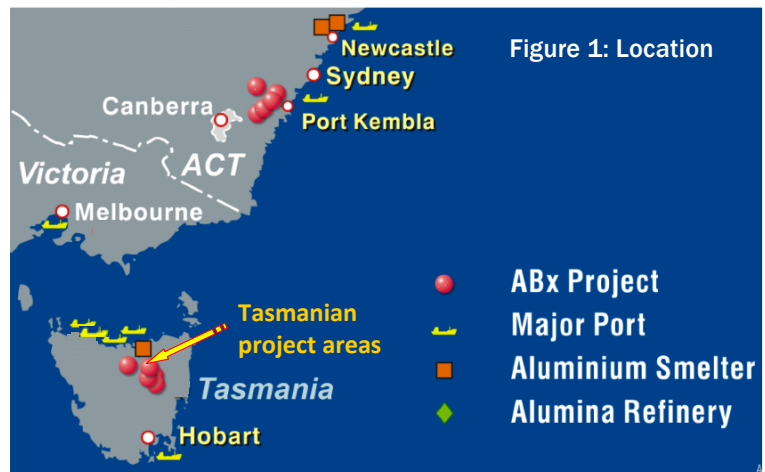 Figure 1: Location
Newcastle
Sydney
Canberra
Port Kembla
ACT
Victoria
Melbourne
ABx Project
Tasmanian
project areas
Major Port
Aluminium Smelter
Tasmania
Alumina Refinery
Hobart
A